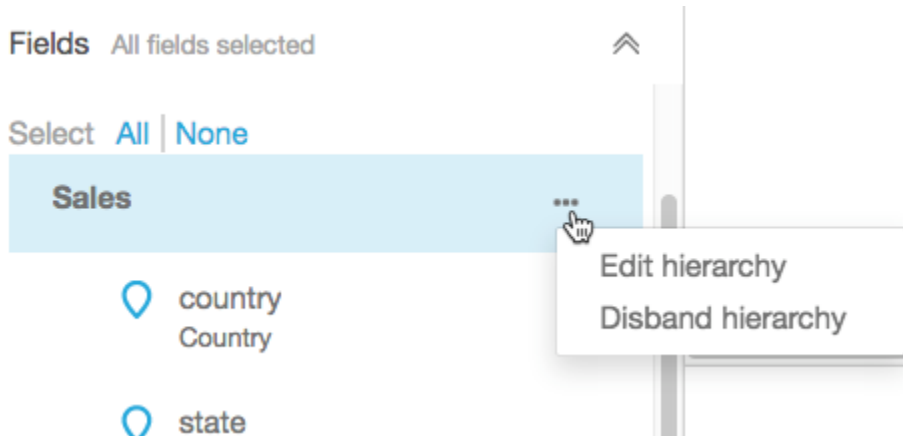 Fields All fields selected
Select All | None
Sales
Edit hierarchy
Disband hierarchy
country
Country
state